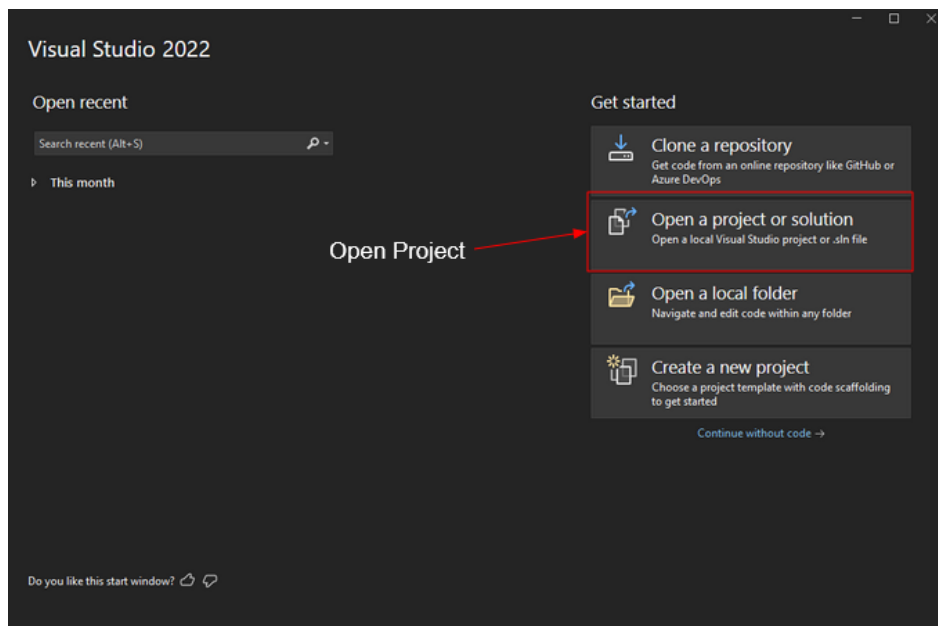 Visual Studio 2022
Open recent
Search recent (Alt+S)
This month
Open Project
Get started
Clone a repository
Get code from an online repository like GitHub or
Azure DevOps
Open a project or solution
Open a local Visual Studio project or .sln file
Open a local folder
Navigate and edit code within any folder
Create a new project
Choose a project template with code scaffolding
to get started
Continue without code →
Do you like this start window?